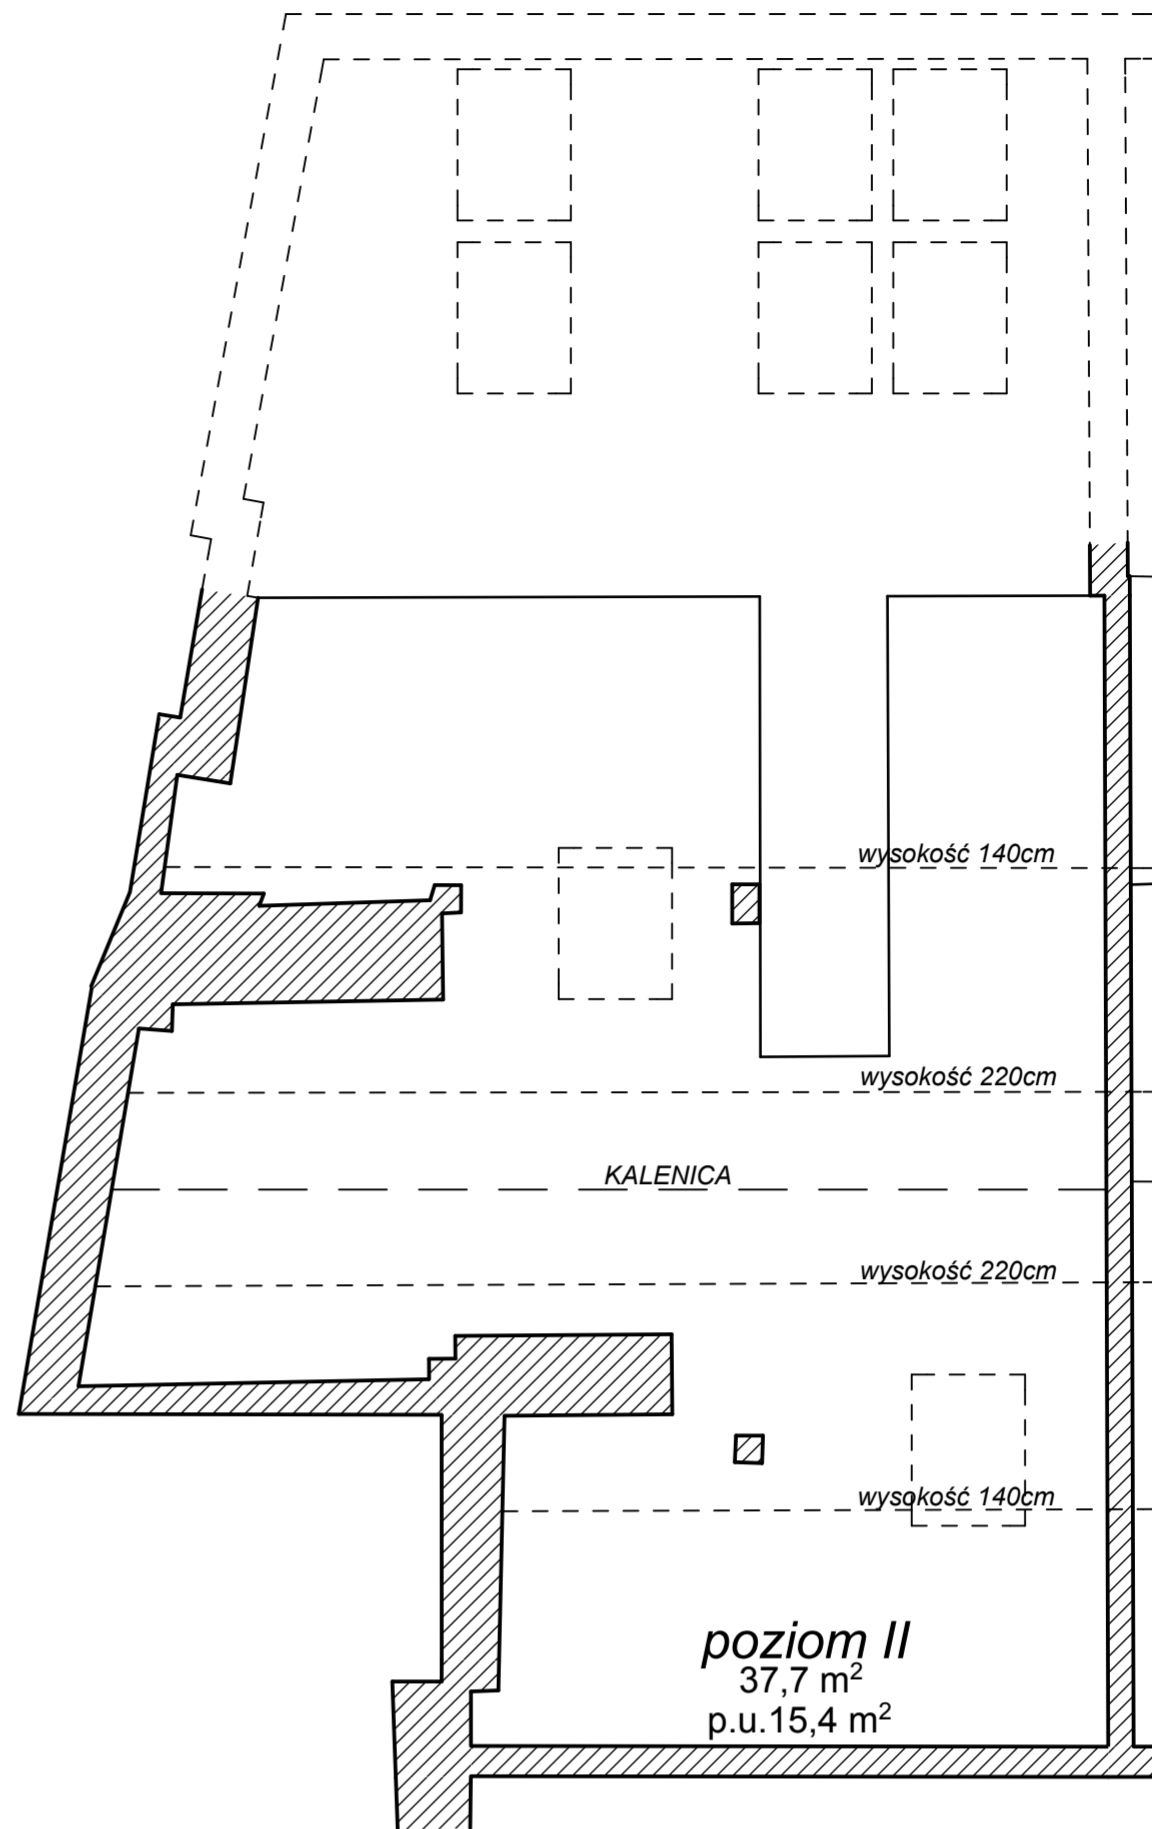 wysokość 140cm
wysokość 220cm
KALENICA
wysokość 220cm
wysokość 140cm
poziom II
37,7 m²
p.u.15,4 m²